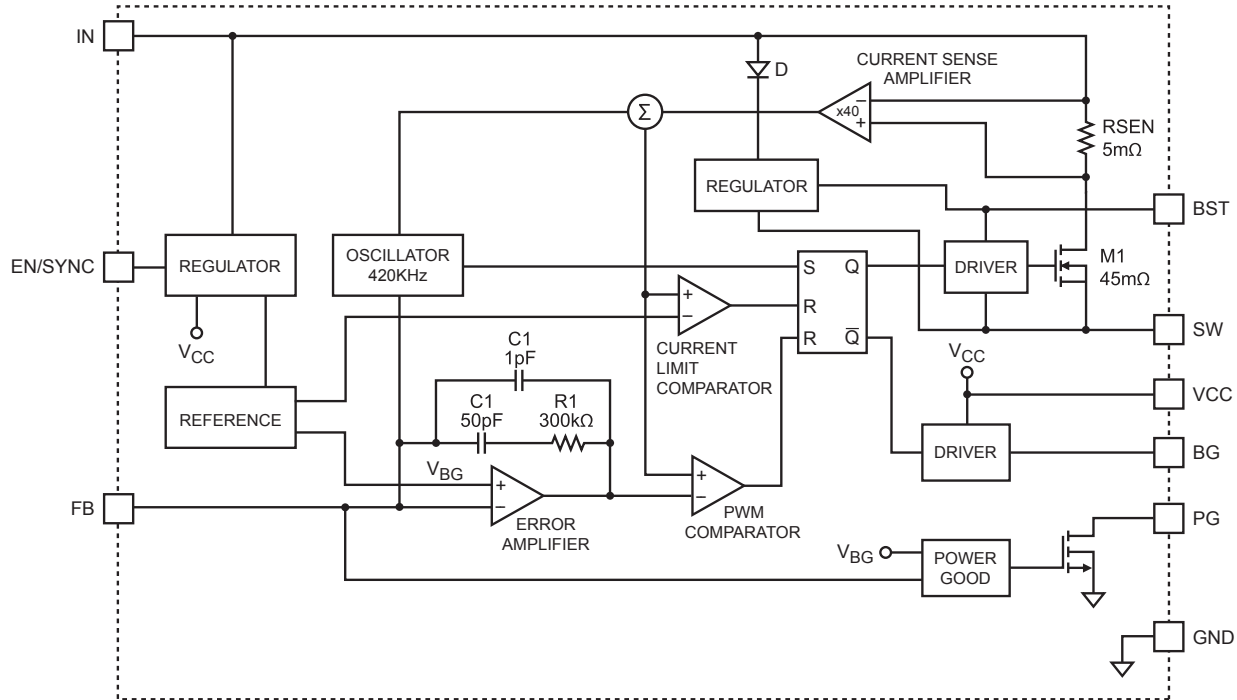 IN
D
CURRENT SENSE
AMPLIFIER
x40
−
+
Σ
RSEN
5mΩ
REGULATOR
BST
EN/SYNC
REGULATOR
OSCILLATOR
420KHz
S
Q
DRIVER
M1
45mΩ
+
−
R
R
Q̅
SW
VCC
CURRENT
LIMIT
COMPARATOR
C1
1pF
VCC
VCC
REFERENCE
C1
50pF
R1
300kΩ
DRIVER
BG
VBG
+
−
+
−
FB
ERROR
AMPLIFIER
PWM
COMPARATOR
PG
VBG
POWER
GOOD
GND